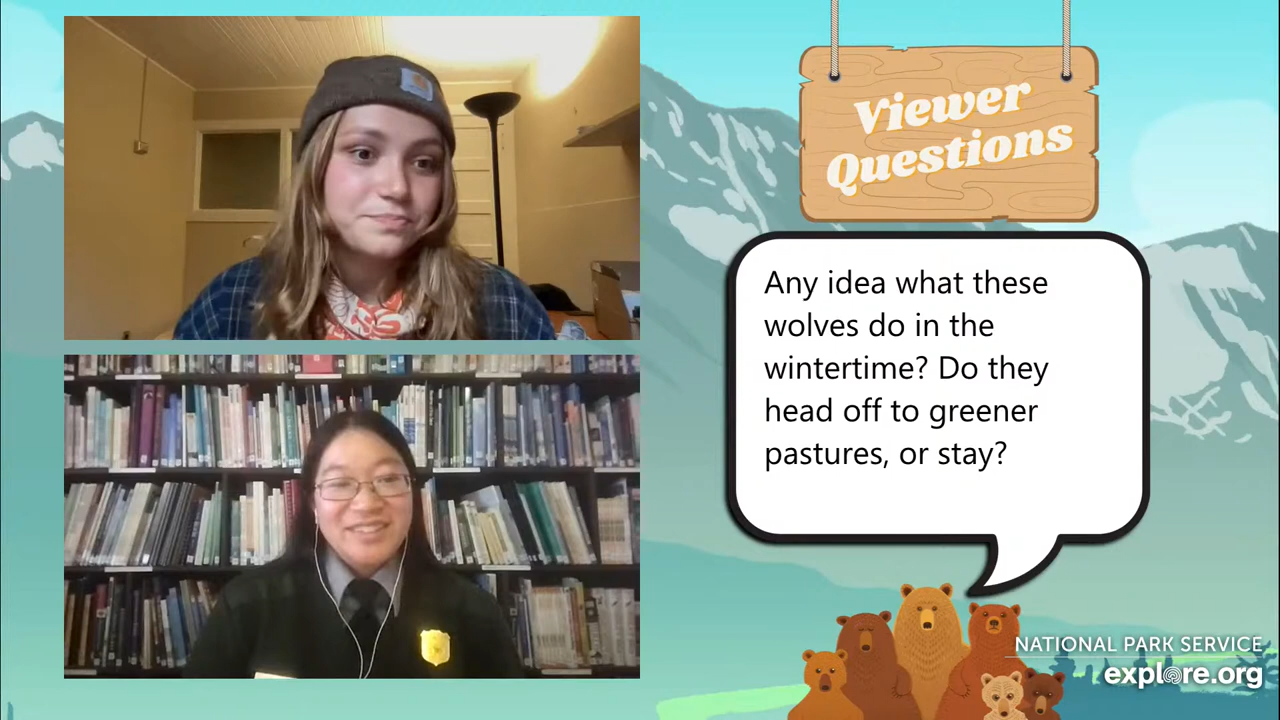 Viewer
Questions
Any idea what these
wolves do in the
wintertime? Do they
head off to greener
pastures, or stay?
NATIONAL PARK SERVICE
explore.org